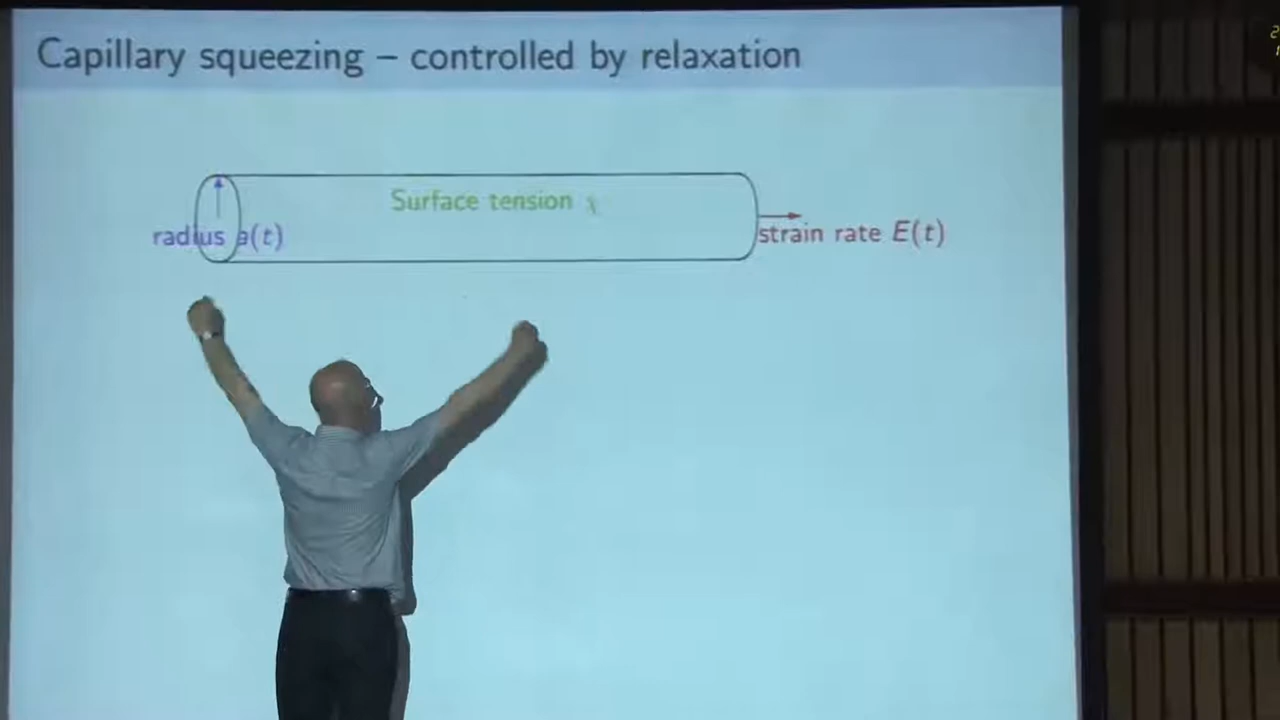 Capillary squeezing – controlled by relaxation
Surface tension
radius a(t)
strain rate E(t)